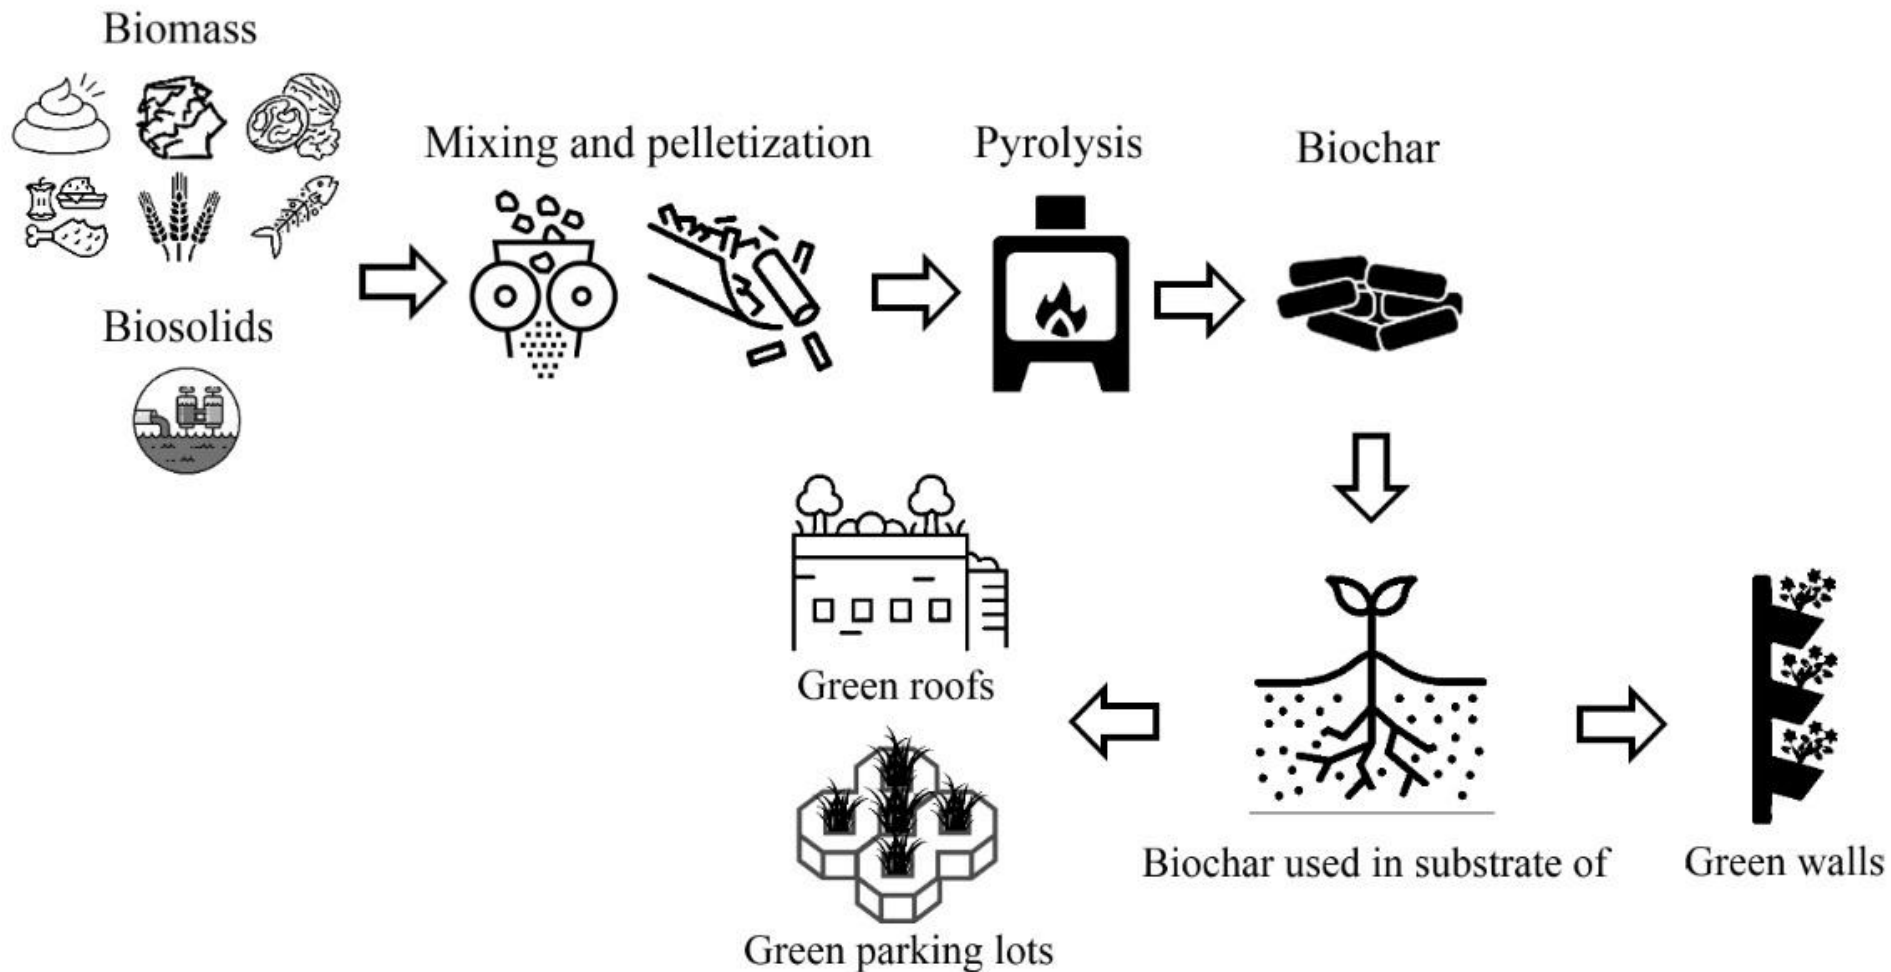 Biomass
Mixing and pelletization
Pyrolysis
Biochar
Biosolids
Green roofs
Biochar used in substrate of
Green walls
Green parking lots